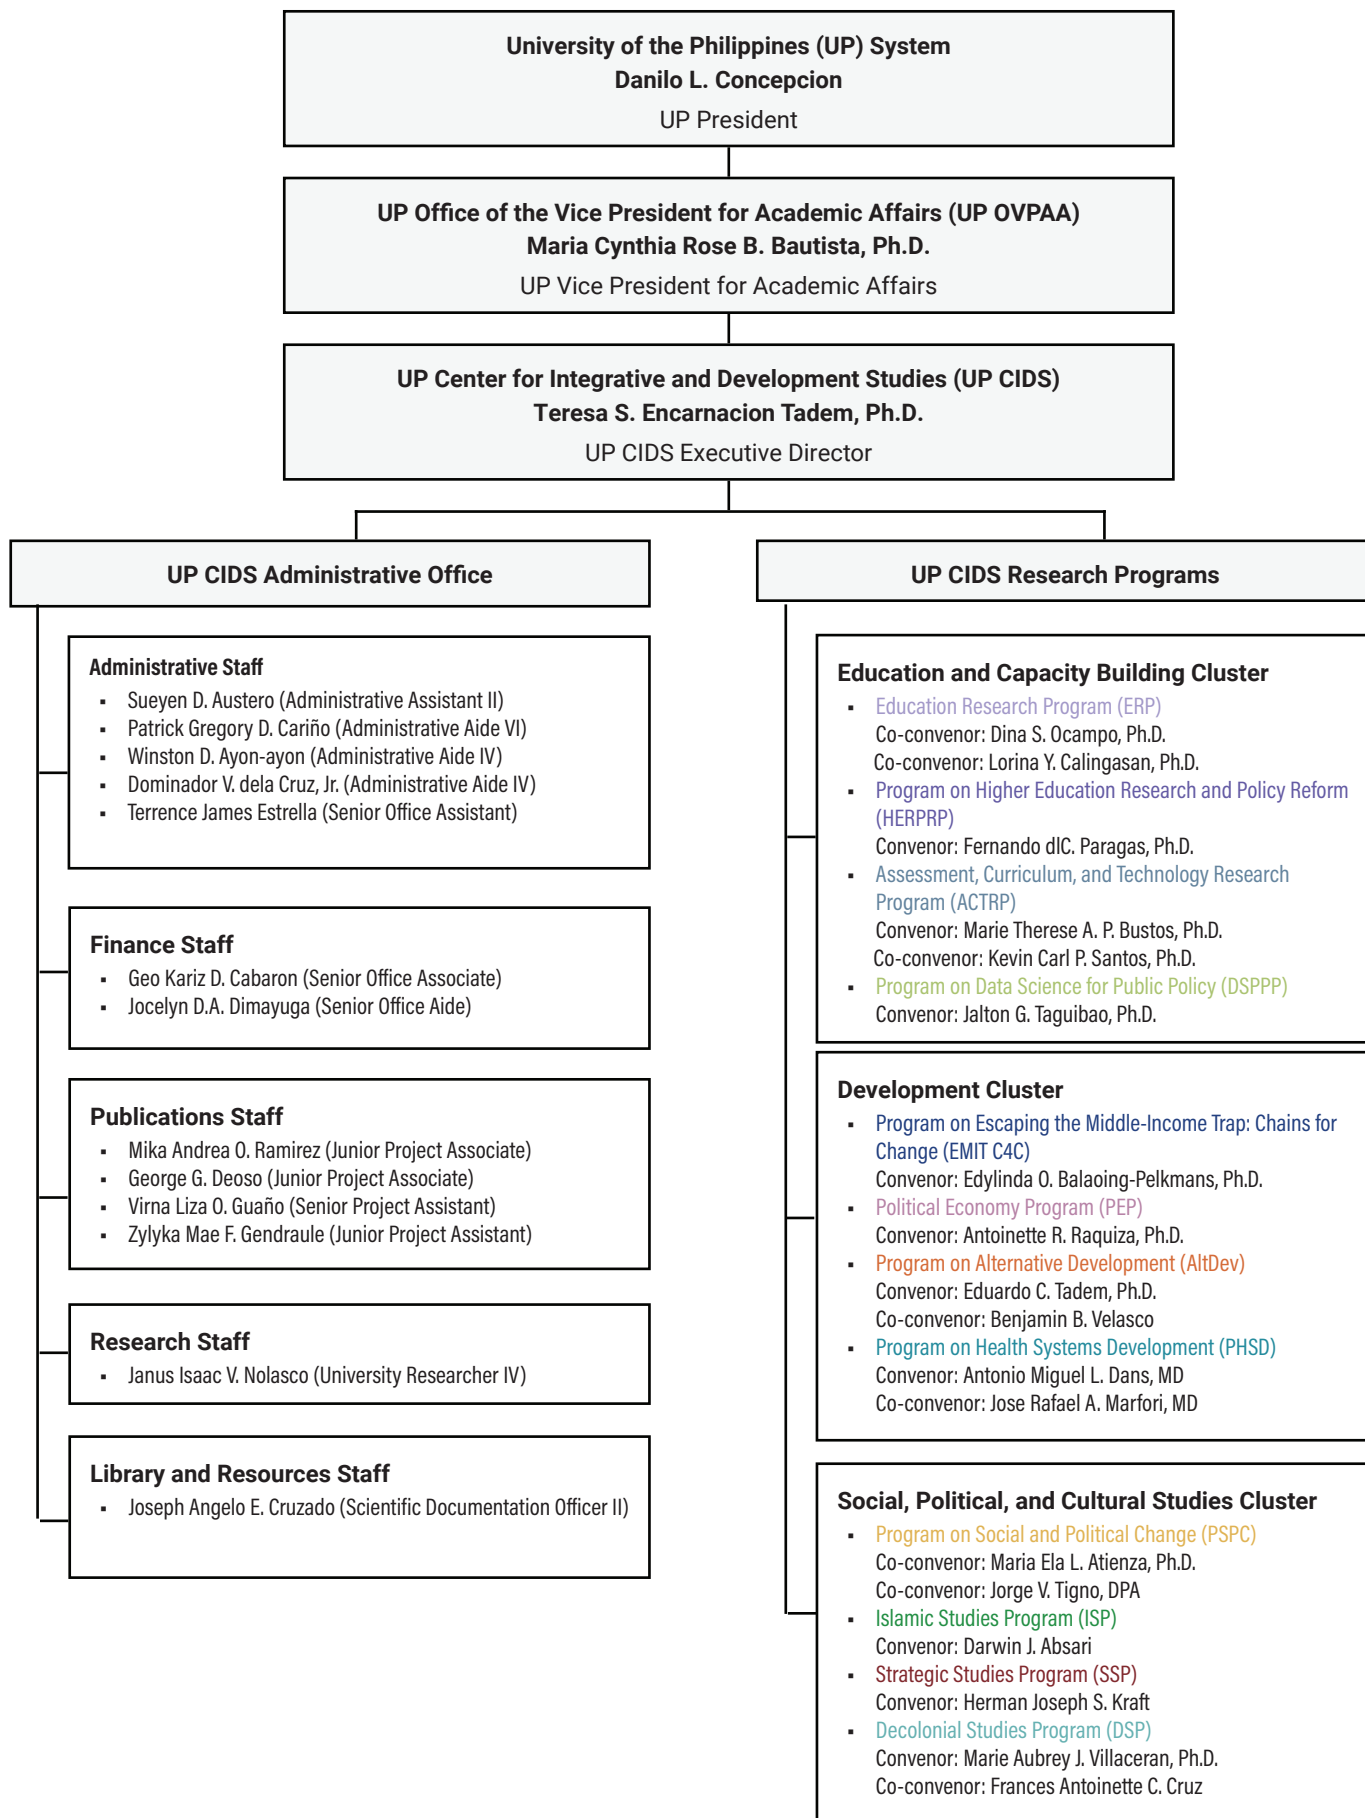 University of the Philippines (UP) System
Danilo L. Concepcion
UP President
UP Office of the Vice President for Academic Affairs (UP OVPAA)
Maria Cynthia Rose B. Bautista, Ph.D.
UP Vice President for Academic Affairs
UP Center for Integrative and Development Studies (UP CIDS)
Teresa S. Encarnacion Tadem, Ph.D.
UP CIDS Executive Director
UP CIDS Administrative Office
Administrative Staff
▪ Sueyen D. Austero (Administrative Assistant II)
▪ Patrick Gregory D. Cariño (Administrative Aide VI)
▪ Winston D. Ayon-ayon (Administrative Aide IV)
▪ Dominador V. dela Cruz, Jr. (Administrative Aide IV)
▪ Terrence James Estrella (Senior Office Assistant)
Finance Staff
▪ Geo Kariz D. Cabaron (Senior Office Associate)
▪ Jocelyn D.A. Dimayuga (Senior Office Aide)
Publications Staff
▪ Mika Andrea O. Ramirez (Junior Project Associate)
▪ George G. Deoso (Junior Project Associate)
▪ Virna Liza O. Guaño (Senior Project Assistant)
▪ Zylyka Mae F. Gendraule (Junior Project Assistant)
Research Staff
▪ Janus Isaac V. Nolasco (University Researcher IV)
Library and Resources Staff
▪ Joseph Angelo E. Cruzado (Scientific Documentation Officer II)
UP CIDS Research Programs
Education and Capacity Building Cluster
▪ Education Research Program (ERP)
Co-convenor: Dina S. Ocampo, Ph.D.
Co-convenor: Lorina Y. Calingasan, Ph.D.
▪ Program on Higher Education Research and Policy Reform
(HERPRP)
Convenor: Fernando dlC. Paragas, Ph.D.
▪ Assessment, Curriculum, and Technology Research
Program (ACTRP)
Convenor: Marie Therese A. P. Bustos, Ph.D.
Co-convenor: Kevin Carl P. Santos, Ph.D.
▪ Program on Data Science for Public Policy (DSPPP)
Convenor: Jalton G. Taguibao, Ph.D.
Development Cluster
▪ Program on Escaping the Middle-Income Trap: Chains for
Change (EMIT C4C)
Convenor: Edylinda O. Balaoing-Pelkmans, Ph.D.
▪ Political Economy Program (PEP)
Convenor: Antoinette R. Raquiza, Ph.D.
▪ Program on Alternative Development (AltDev)
Convenor: Eduardo C. Tadem, Ph.D.
Co-convenor: Benjamin B. Velasco
▪ Program on Health Systems Development (PHSD)
Convenor: Antonio Miguel L. Dans, MD
Co-convenor: Jose Rafael A. Marfori, MD
Social, Political, and Cultural Studies Cluster
▪ Program on Social and Political Change (PSPC)
Co-convenor: Maria Ela L. Atienza, Ph.D.
Co-convenor: Jorge V. Tigno, DPA
▪ Islamic Studies Program (ISP)
Convenor: Darwin J. Absari
▪ Strategic Studies Program (SSP)
Convenor: Herman Joseph S. Kraft
▪ Decolonial Studies Program (DSP)
Convenor: Marie Aubrey J. Villaceran, Ph.D.
Co-convenor: Frances Antoinette C. Cruz